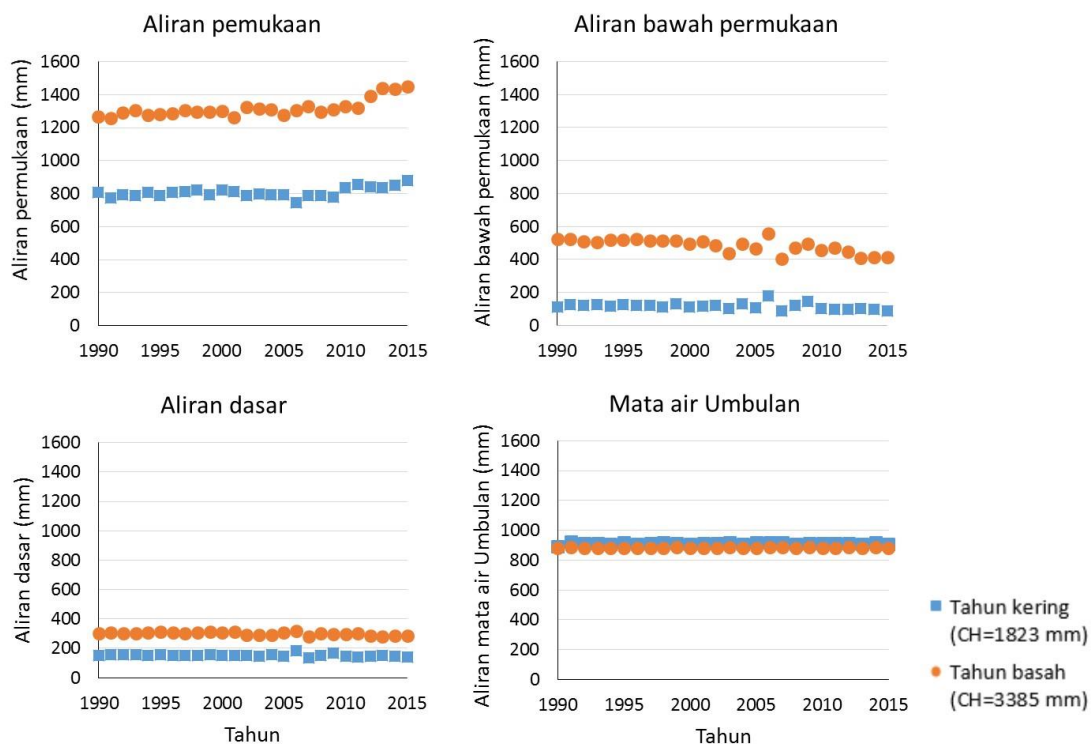 Aliran pemukaan
Aliran permukaan (mm)
1600
1400
1200
1000
800
600
400
200
0
1990 1995 2000 2005 2010 2015
Aliran bawah permukaan
Aliran bawah permukaan (mm)
1600
1400
1200
1000
800
600
400
200
0
1990 1995 2000 2005 2010 2015
Aliran dasar
Aliran dasar (mm)
1600
1400
1200
1000
800
600
400
200
0
1990 1995 2000 2005 2010 2015
Tahun
Mata air Umbulan
Aliran mata air Umbulan (mm)
1600
1400
1200
1000
800
600
400
200
0
1990 1995 2000 2005 2010 2015
Tahun
Tahun kering
(CH=1823 mm)
Tahun basah
(CH=3385 mm)